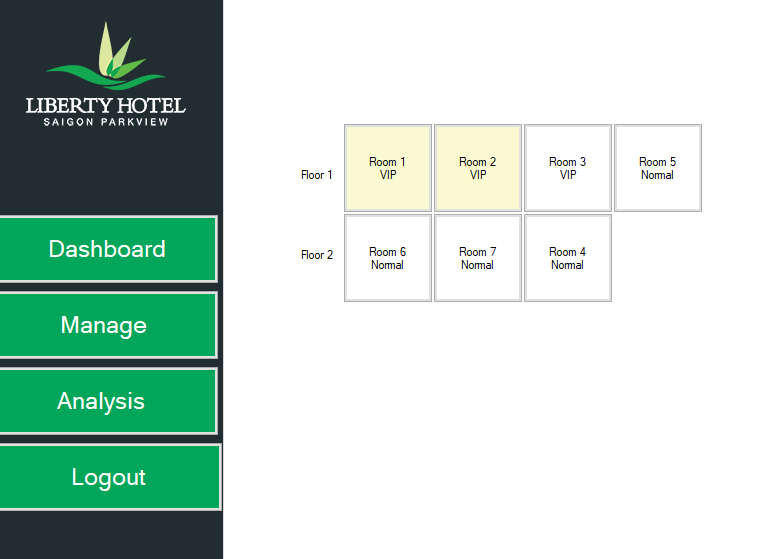 LIBERTY HOTEL
SAIGON PARKVIEW
Dashboard
Manage
Analysis
Logout
Floor 1
Room 1
VIP
Room 2
VIP
Room 3
VIP
Room 5
Normal
Floor 2
Room 6
Normal
Room 7
Normal
Room 4
Normal